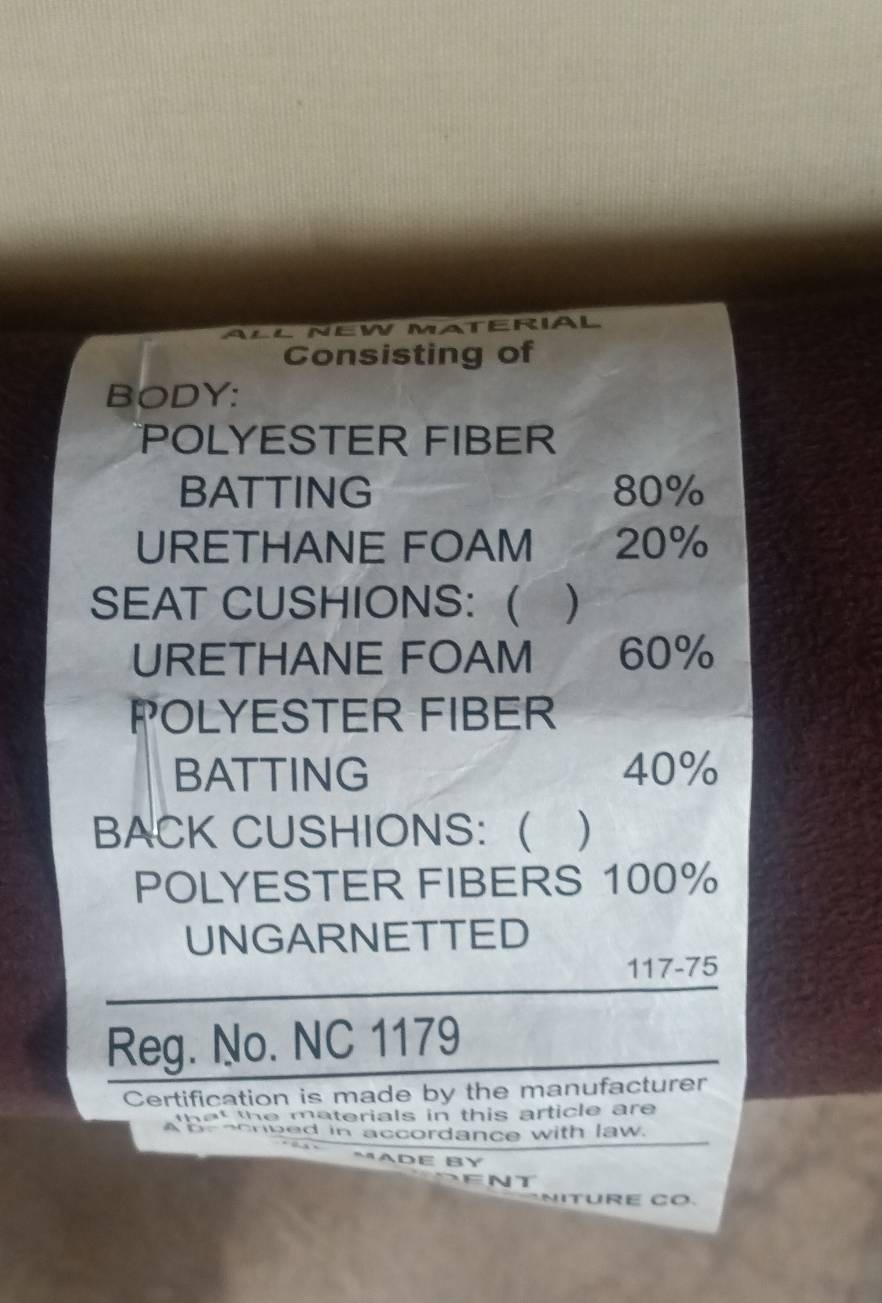 ALL NEW MATERIAL
Consisting of
BODY:
POLYESTER FIBER
BATTING 80%
URETHANE FOAM 20%
SEAT CUSHIONS: ( )
URETHANE FOAM 60%
POLYESTER FIBER
BATTING 40%
BACK CUSHIONS: ( )
POLYESTER FIBERS 100%
UNGARNETTED
117-75
Reg. No. NC 1179
Certification is made by the manufacturer
that the materials in this article are
in accordance with law.
MADE BY
CO.